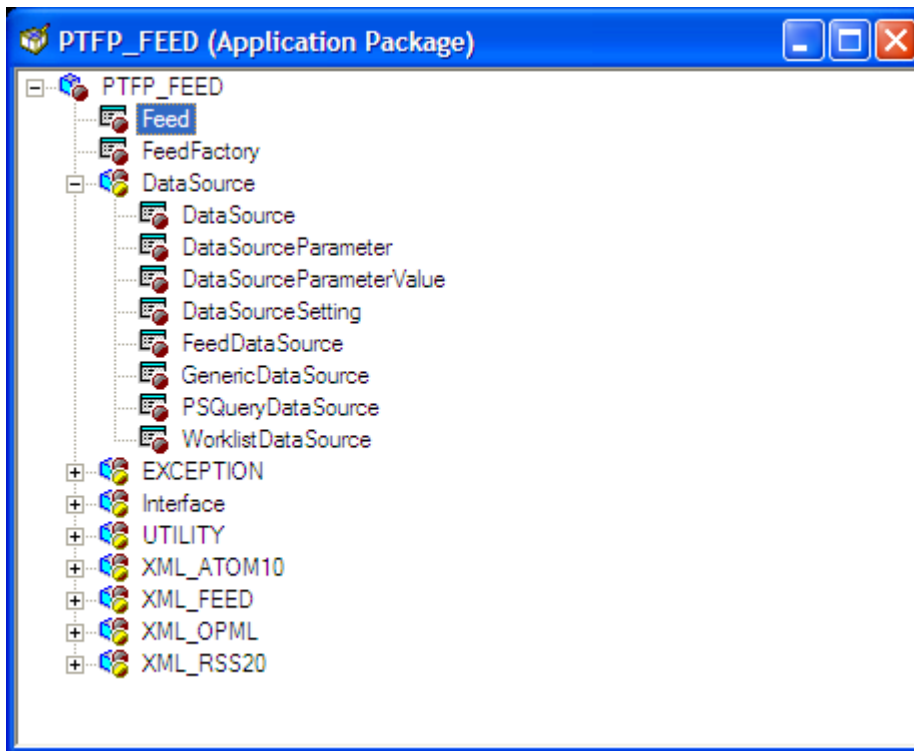 PTFP_FEED (Application Package)
PTFP_FEED
Feed
FeedFactory
DataSource
DataSource
DataSourceParameter
DataSourceParameterValue
DataSourceSetting
FeedDataSource
GenericDataSource
PSQueryDataSource
WorklistDataSource
EXCEPTION
Interface
UTILITY
XML_ATOM10
XML_FEED
XML_OPML
XML_RSS20